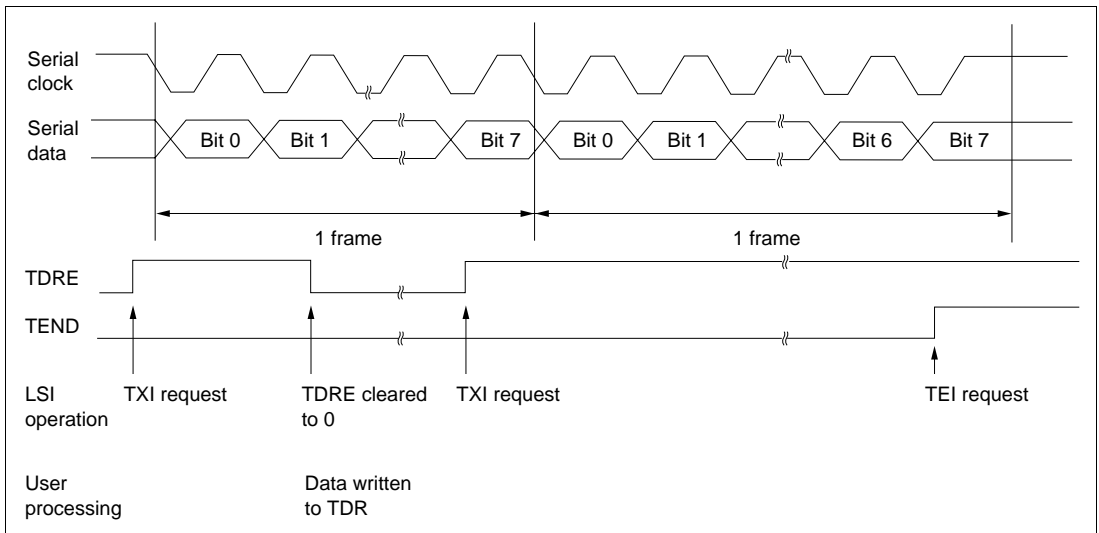 Serial
clock
Serial
data
Bit 0 Bit 1 Bit 7 Bit 0 Bit 1 Bit 6 Bit 7
1 frame 1 frame
TDRE
TEND
LSI
operation
TXI request TDRE cleared
to 0
TXI request TEI request
User
processing
Data written
to TDR